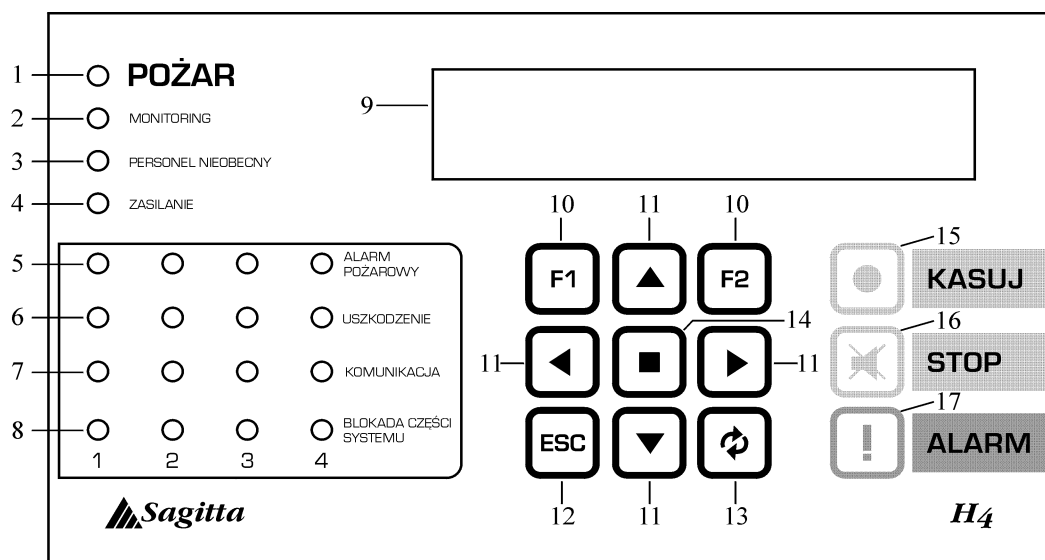 1 POŻAR
2 MONITORING
3 PERSONEL NIEOBECNY
4 ZASILANIE
9
5 ALARM
POŻAROWY
6 USZKODZENIE
7 KOMUNIKACJA
8 BLOKADA CZĘŚCI
SYSTEMU
1 2 3 4
Sagitta
10 11 10
F1 F2
14
11 11
ESC
12 11 13
15
KASUJ
16
STOP
17
! ALARM
H4